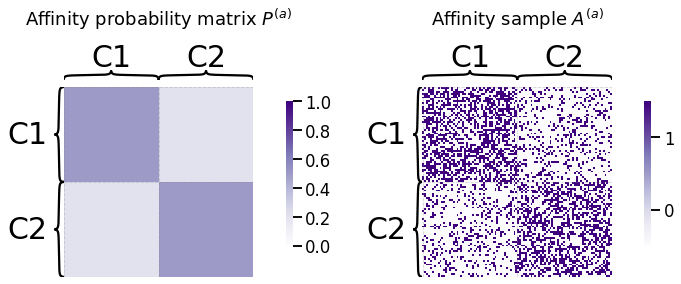 Affinity probability matrix P^(a)
C1 C2
C1
C2
1.0
0.8
0.6
0.4
0.2
0.0
Affinity sample A^(a)
C1 C2
C1
C2
1
0